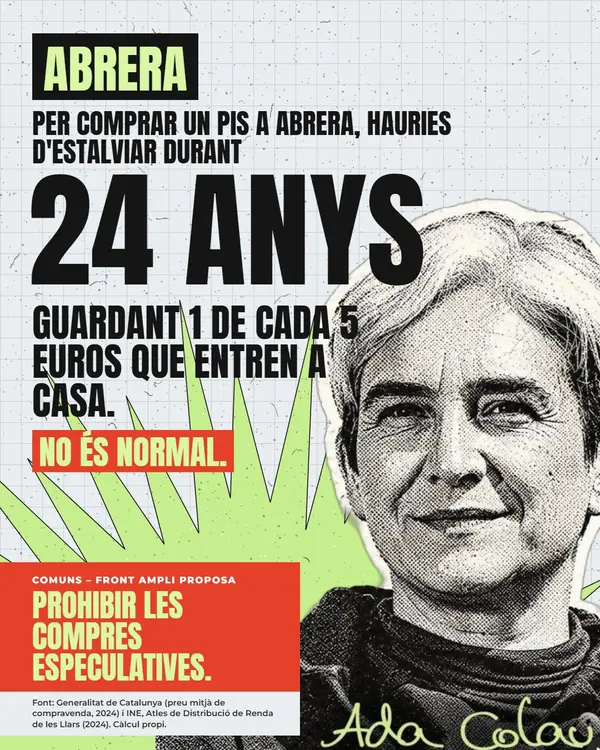 ABRERA
PER COMPRAR UN PIS A ABRERA, HAURIES
D'ESTALVIAR DURANT
24 ANYS
GUARDANT 1 DE CADA 5
EUROS QUE ENTREN A
CASA.
NO ÉS NORMAL.
COMUNS – FRONT AMPLI PROPOSA
PROHIBIR LES
COMPRES
ESPECULATIVES.
Font: Generalitat de Catalunya (preu mitjà de
compravenda, 2024) i INE, Atles de Distribució de Renda
de les Llars (2024). Càlcul propi.
Ada Colau